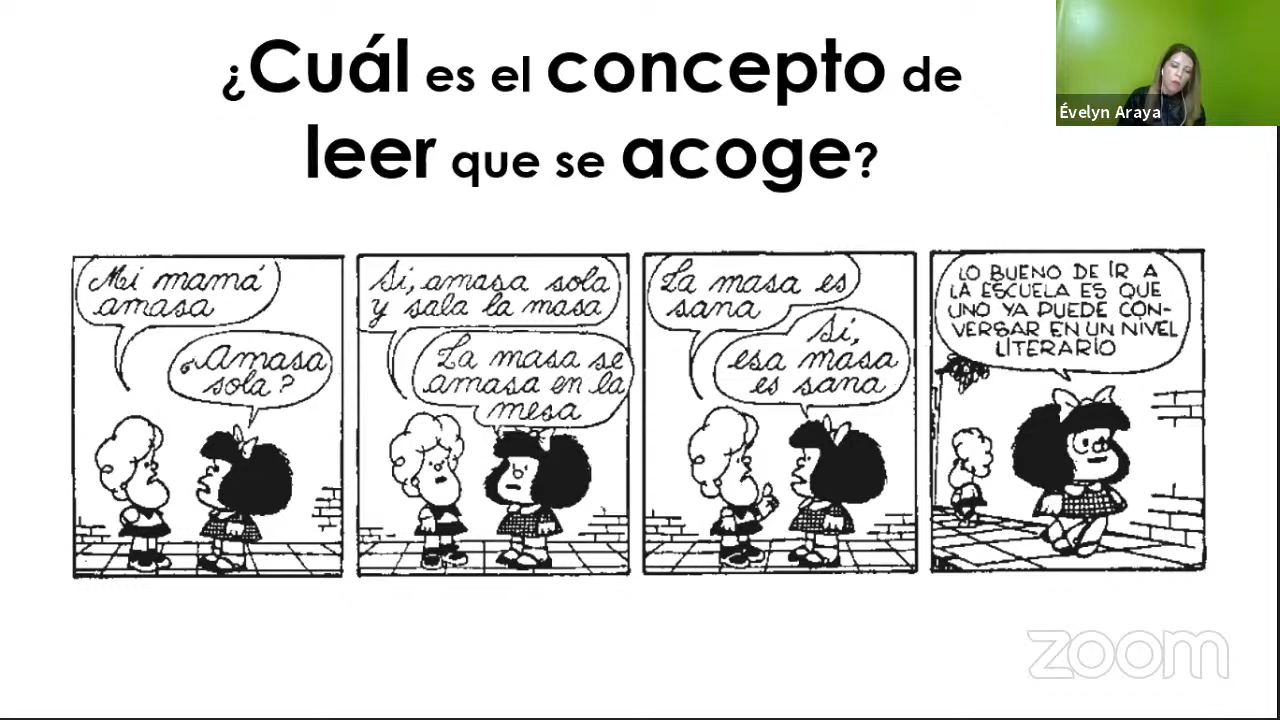 ¿Cuál es el concepto de
leer que se acoge?
Évelyn Araya
Mi mamá
amasa
¿Amasa
sola?
Sí, amasa sola
y sala la masa
La masa se
amasa en la
mesa
La masa es
sana
Sí,
esa masa
es sana
LO BUENO DE IR A
LA ESCUELA ES QUE
UNO YA PUEDE CON-
VERSAR EN UN NIVEL
LITERARIO
zoom